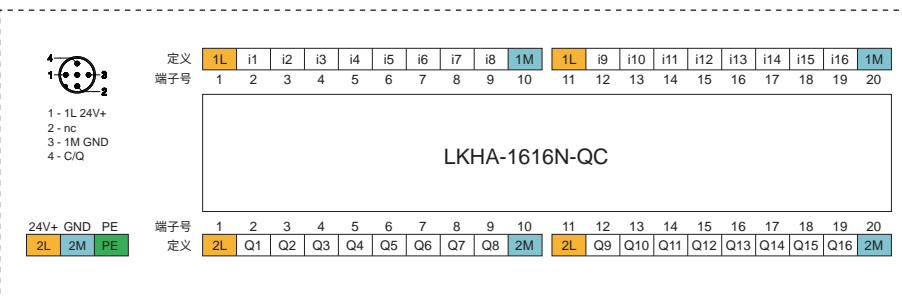 定义 1L i1 i2 i3 i4 i5 i6 i7 i8 1M 1L i9 i10 i11 i12 i13 i14 i15 i16 1M
端子号 1 2 3 4 5 6 7 8 9 10 11 12 13 14 15 16 17 18 19 20
4
1 3
2
1 - 1L 24V+
2 - nc
3 - 1M GND
4 - C/Q
LKHA-1616N-QC
24V+ GND PE
2L 2M PE
端子号 1 2 3 4 5 6 7 8 9 10 11 12 13 14 15 16 17 18 19 20
定义 2L Q1 Q2 Q3 Q4 Q5 Q6 Q7 Q8 2M 2L Q9 Q10 Q11 Q12 Q13 Q14 Q15 Q16 2M